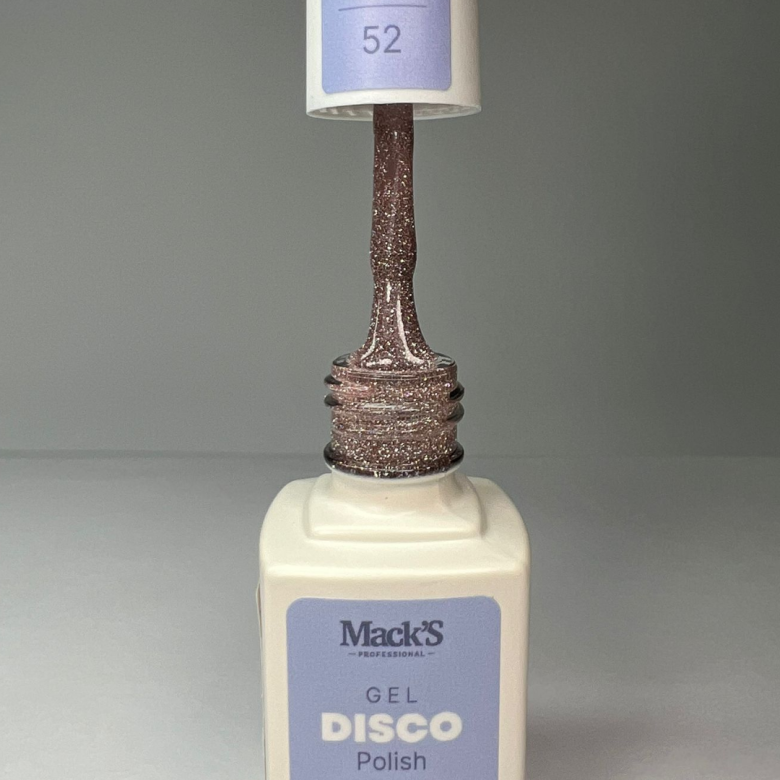 52
Mack'S
PROFESSIONAL
GEL
DISCO
Polish